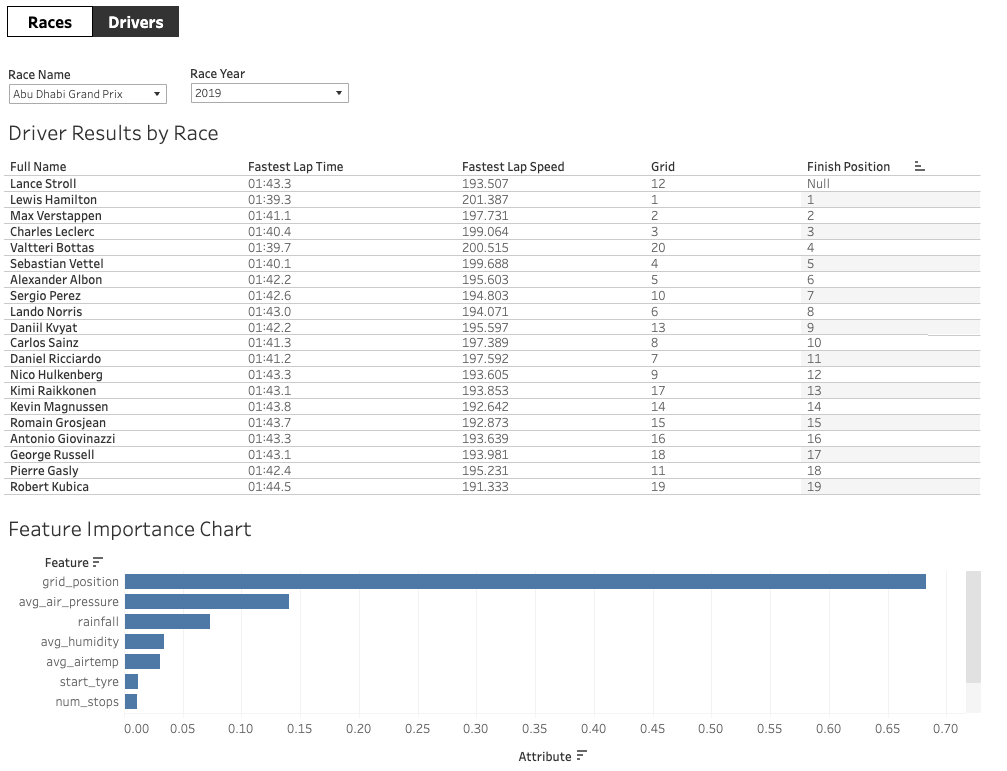 Races Drivers
Race Name Race Year
Abu Dhabi Grand Prix 2019
Driver Results by Race
Full Name Fastest Lap Time Fastest Lap Speed Grid Finish Position
Lance Stroll 01:43.3 193.507 12 Null
Lewis Hamilton 01:39.3 201.387 1 1
Max Verstappen 01:41.1 197.731 2 2
Charles Leclerc 01:40.4 199.064 3 3
Valtteri Bottas 01:39.7 200.515 20 4
Sebastian Vettel 01:40.1 199.688 4 5
Alexander Albon 01:42.2 195.603 5 6
Sergio Perez 01:42.6 194.803 10 7
Lando Norris 01:43.0 194.071 6 8
Daniil Kvyat 01:42.2 195.597 13 9
Carlos Sainz 01:41.3 197.389 8 10
Daniel Ricciardo 01:41.2 197.592 7 11
Nico Hulkenberg 01:43.3 193.605 9 12
Kimi Raikkonen 01:43.1 193.853 17 13
Kevin Magnussen 01:43.8 192.642 14 14
Romain Grosjean 01:43.7 192.873 15 15
Antonio Giovinazzi 01:43.3 193.639 16 16
George Russell 01:43.1 193.981 18 17
Pierre Gasly 01:42.4 195.231 11 18
Robert Kubica 01:44.5 191.333 19 19
Feature Importance Chart
Feature
grid_position
avg_air_pressure
rainfall
avg_humidity
avg_airtemp
start_tyre
num_stops
0.00 0.05 0.10 0.15 0.20 0.25 0.30 0.35 0.40 0.45 0.50 0.55 0.60 0.65 0.70
Attribute